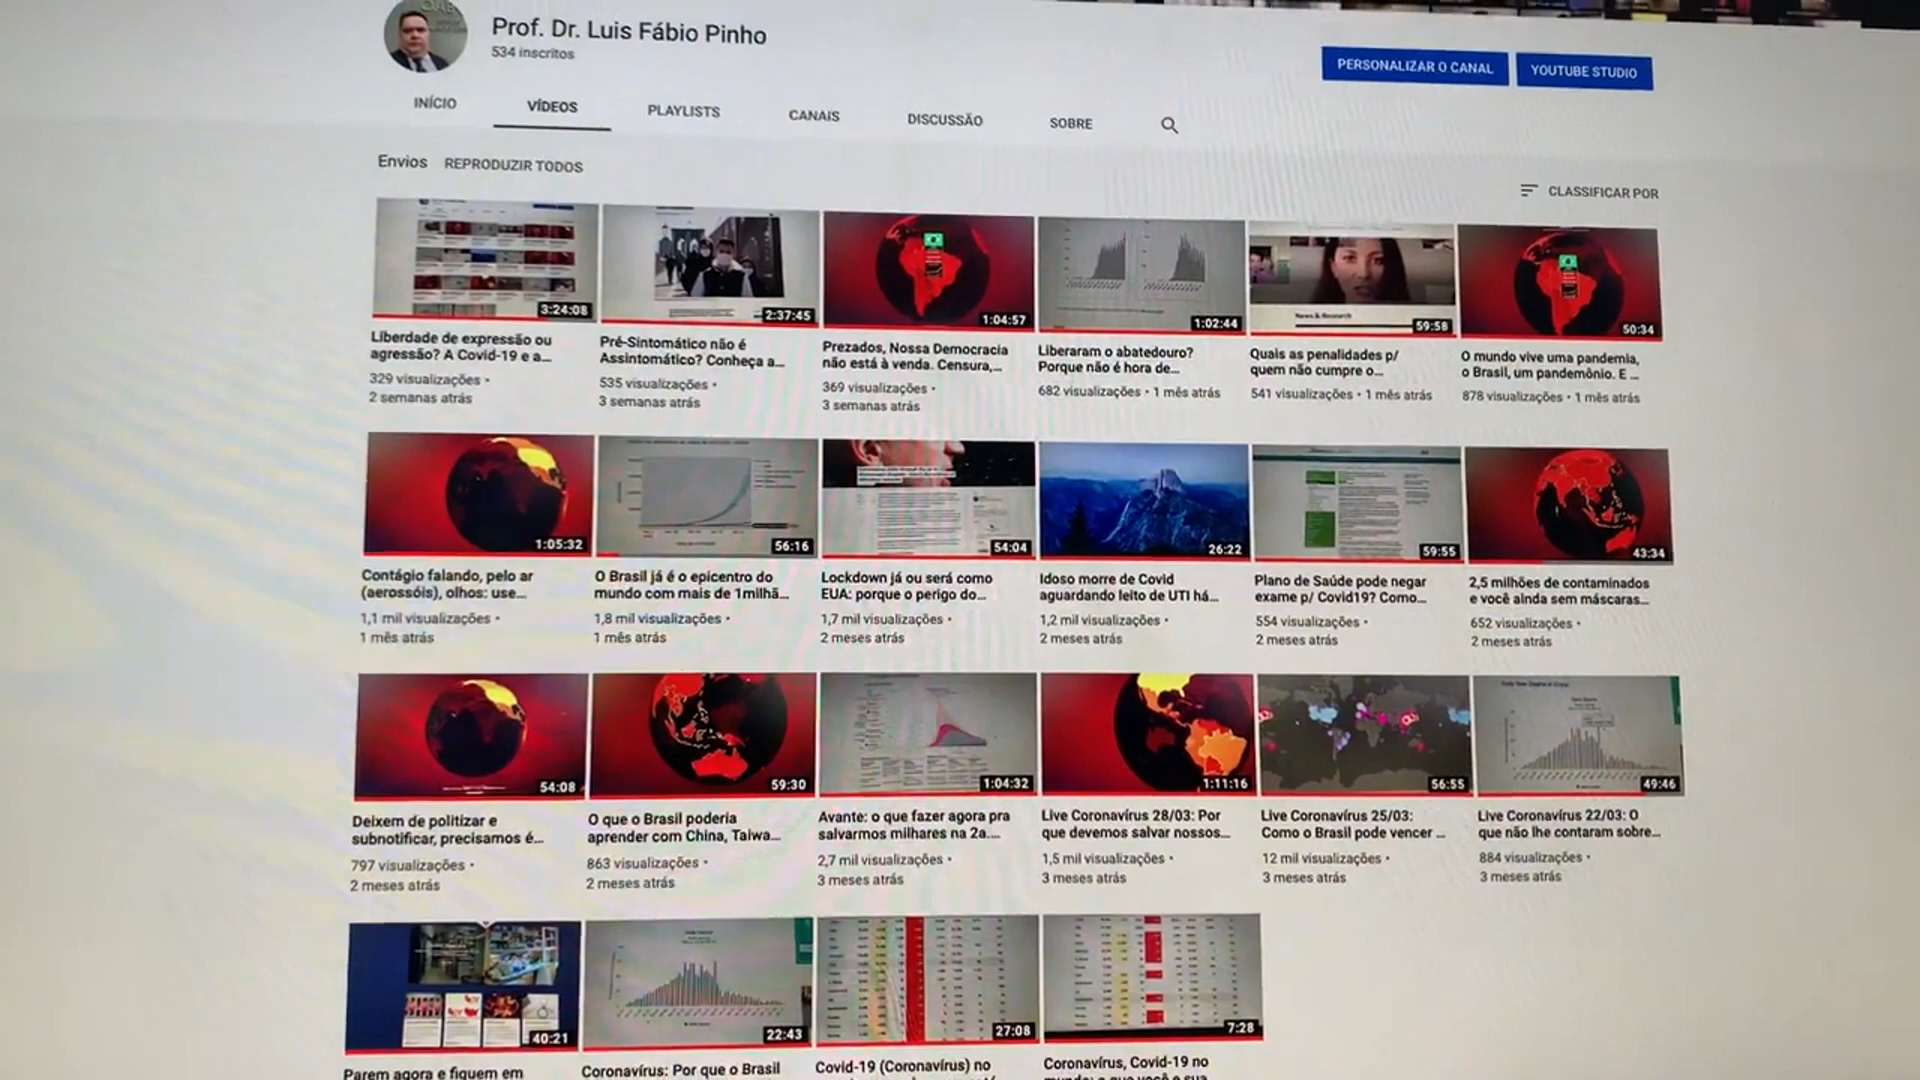 Prof. Dr. Luis Fábio Pinho
534 inscritos
PERSONALIZAR O CANAL
YOUTUBE STUDIO
INÍCIO
VÍDEOS
PLAYLISTS
CANAIS
DISCUSSÃO
SOBRE
Envios
REPRODUZIR TODOS
CLASSIFICAR POR
3:24:08
2:37:45
1:04:57
1:02:44
News & Research
59:58
50:34
Liberdade de expressão ou
agressão? A Covid-19 e a...
329 visualizações •
2 semanas atrás
Pré-Sintomático não é
Assintomático? Conheça a...
535 visualizações •
3 semanas atrás
Prezados, Nossa Democracia
não está à venda. Censura,...
369 visualizações •
3 semanas atrás
Liberaram o abatedouro?
Porque não é hora de...
682 visualizações • 1 mês atrás
Quais as penalidades p/
quem não cumpre o...
541 visualizações • 1 mês atrás
O mundo vive uma pandemia,
o Brasil, um pandemônio. E ...
878 visualizações • 1 mês atrás
1:05:32
56:16
54:04
26:22
59:55
43:34
Contágio falando, pelo ar
(aerossóis), olhos: use...
1,1 mil visualizações •
1 mês atrás
O Brasil já é o epicentro do
mundo com mais de 1milhã...
1,8 mil visualizações •
1 mês atrás
Lockdown já ou será como
EUA: porque o perigo do...
1,7 mil visualizações •
2 meses atrás
Idoso morre de Covid
aguardando leito de UTI há...
1,2 mil visualizações •
2 meses atrás
Plano de Saúde pode negar
exame p/ Covid19? Como...
554 visualizações •
2 meses atrás
2,5 milhões de contaminados
e você ainda sem máscaras...
652 visualizações •
2 meses atrás
54:08
59:30
1:04:32
1:11:16
56:55
49:46
Deixem de politizar e
subnotificar, precisamos é...
797 visualizações •
2 meses atrás
O que o Brasil poderia
aprender com China, Taiwa...
863 visualizações •
2 meses atrás
Avante: o que fazer agora pra
salvarmos milhares na 2a....
2,7 mil visualizações •
3 meses atrás
Live Coronavírus 28/03: Por
que devemos salvar nossos...
1,5 mil visualizações •
3 meses atrás
Live Coronavírus 25/03:
Como o Brasil pode vencer ...
12 mil visualizações •
3 meses atrás
Live Coronavírus 22/03: O
que não lhe contaram sobre...
884 visualizações •
3 meses atrás
40:21
22:43
27:08
7:28
Parem agora e fiquem em
Coronavírus: Por que o Brasil
Covid-19 (Coronavírus) no
Coronavírus, Covid-19 no